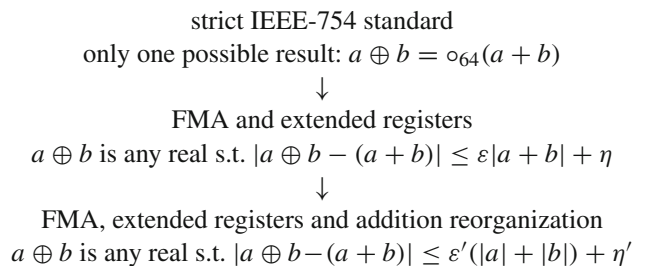 strict IEEE-754 standard
only one possible result: a ⊕ b = ∘₆₄(a + b)
↓
FMA and extended registers
a ⊕ b is any real s.t. |a ⊕ b − (a + b)| ≤ ε|a + b| + η
↓
FMA, extended registers and addition reorganization
a ⊕ b is any real s.t. |a ⊕ b−(a + b)| ≤ ε′(|a| + |b|) + η′